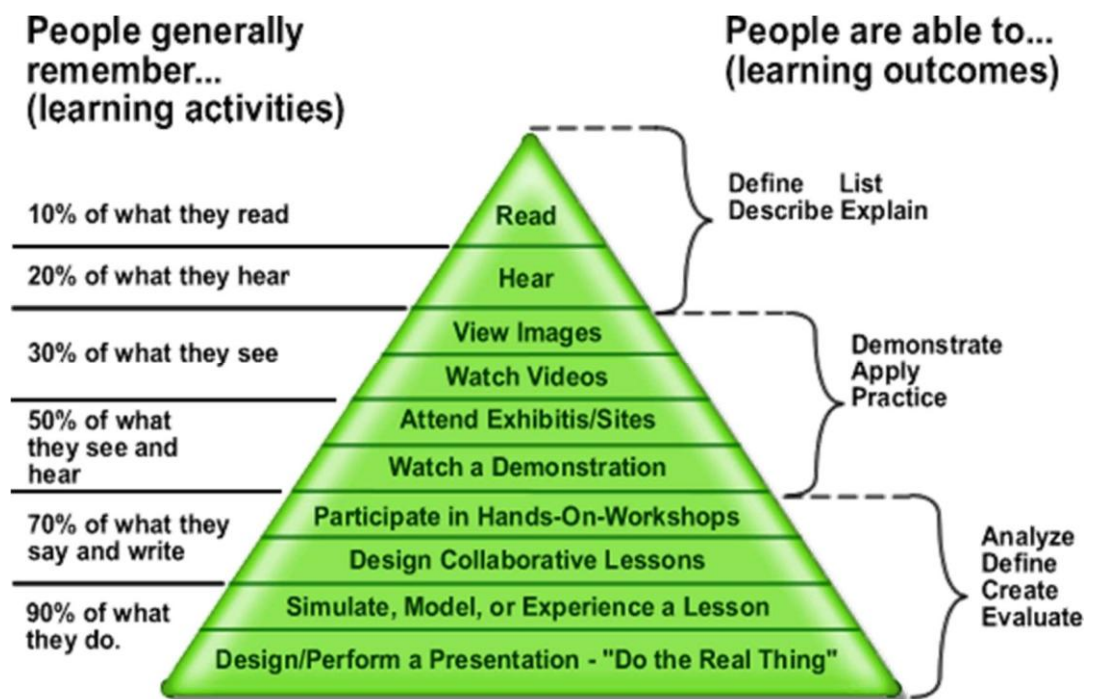 People generally
remember...
(learning activities)
People are able to...
(learning outcomes)
10% of what they read
20% of what they hear
30% of what they see
50% of what
they see and
hear
70% of what they
say and write
90% of what
they do.
Read
Hear
View Images
Watch Videos
Attend Exhibitis/Sites
Watch a Demonstration
Participate in Hands-On-Workshops
Design Collaborative Lessons
Simulate, Model, or Experience a Lesson
Design/Perform a Presentation - "Do the Real Thing"
Define List
Describe Explain
Demonstrate
Apply
Practice
Analyze
Define
Create
Evaluate